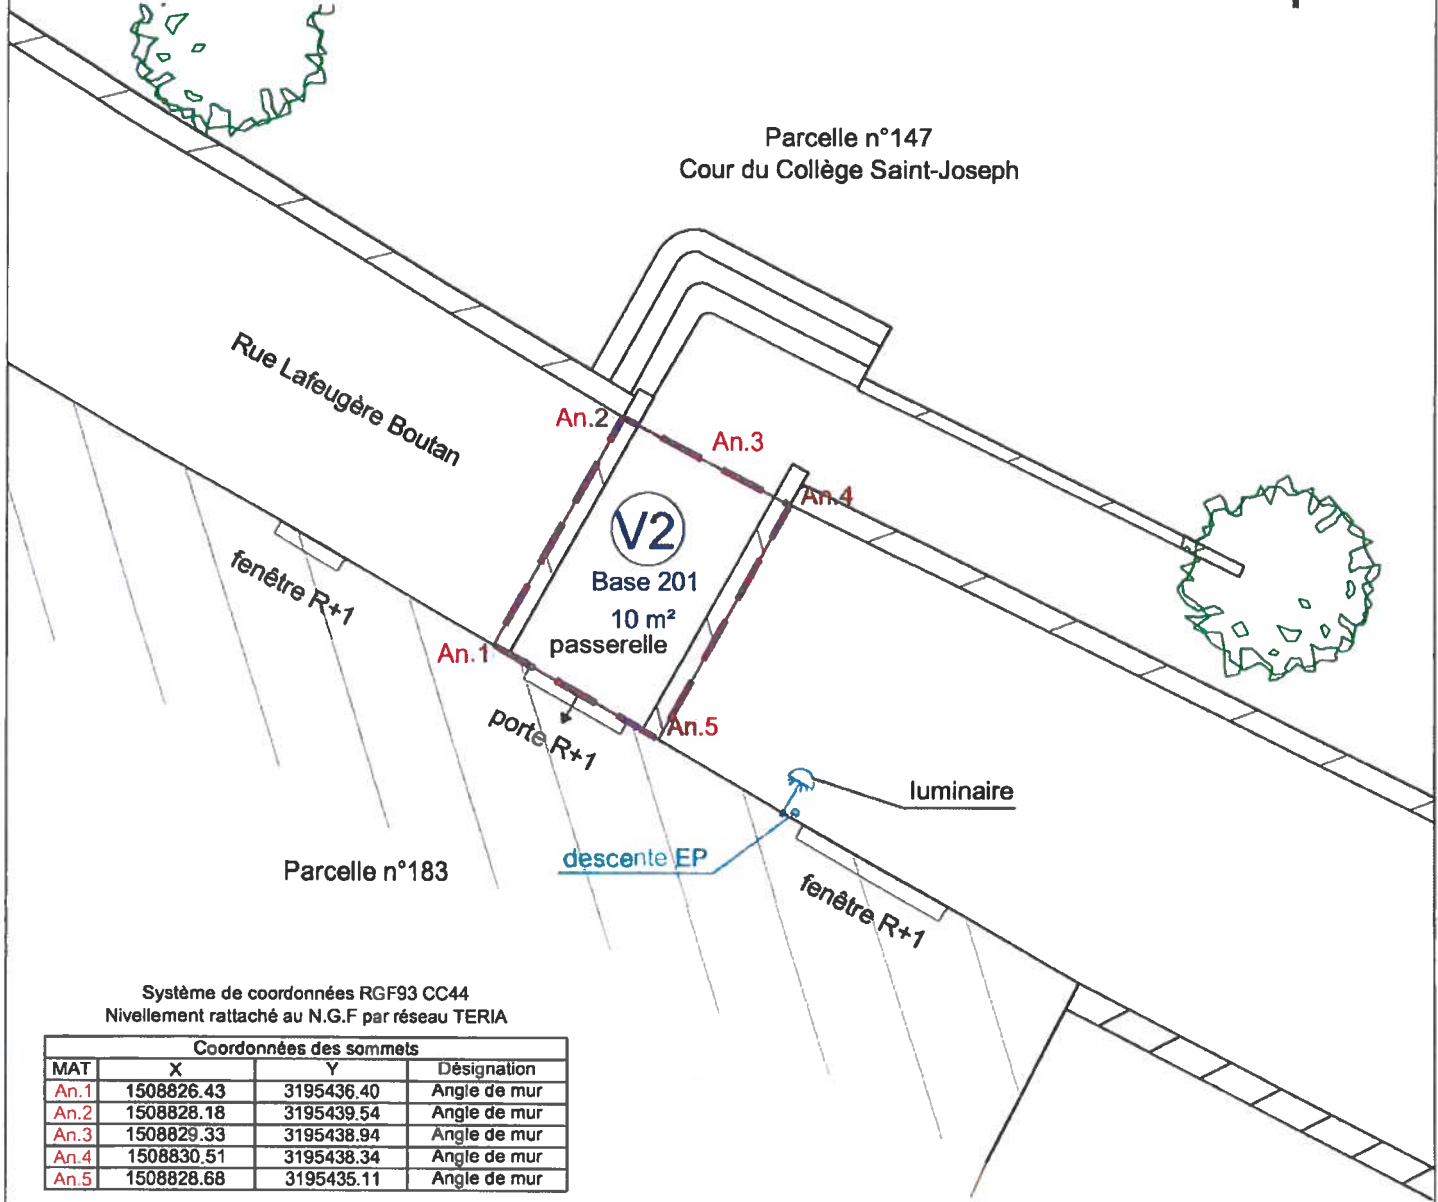 Parcelle n°147
Cour du Collège Saint-Joseph
Rue Lafeugère Boutan
An.2
An.3
An.4
V2
Base 201
10 m²
passerelle
fenêtre R+1
An.1
An.5
porte R+1
luminaire
descente EP
Parcelle n°183
fenêtre R+1
Système de coordonnées RGF93 CC44
Nivellement rattaché au N.G.F par réseau TERIA
Coordonnées des sommets
MAT X Y Désignation
An.1 1508826.43 3195436.40 Angle de mur
An.2 1508828.18 3195439.54 Angle de mur
An.3 1508829.33 3195438.94 Angle de mur
An.4 1508830.51 3195438.34 Angle de mur
An.5 1508828.68 3195435.11 Angle de mur